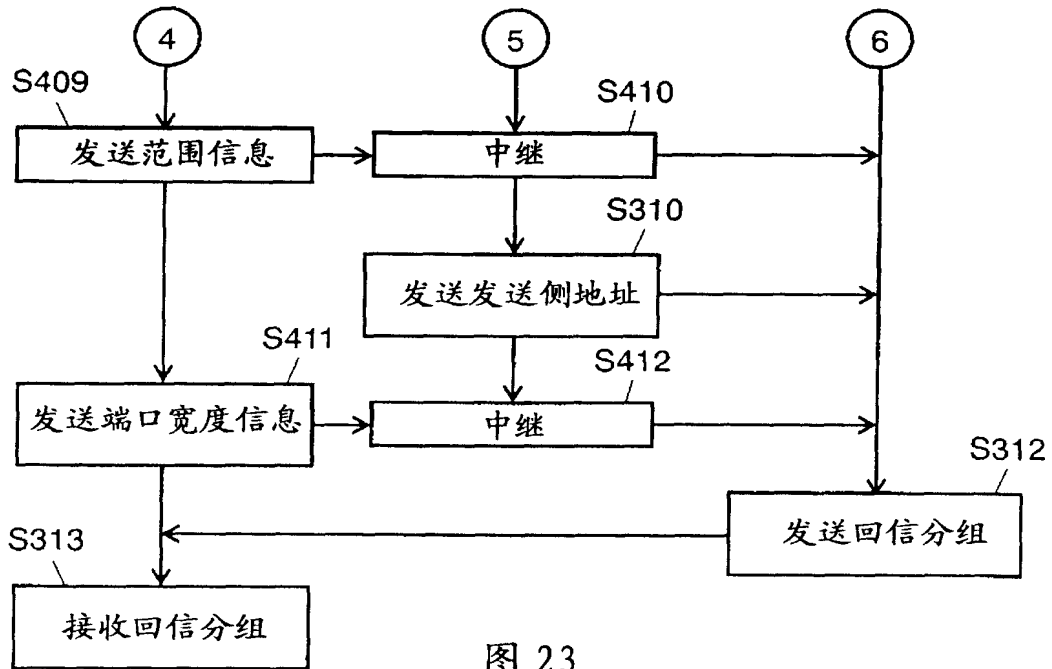 4
5
6
S409
S410
发送范围信息
中继
S310
发送发送侧地址
S411
S412
发送端口宽度信息
中继
S312
发送回信分组
S313
接收回信分组
图 23